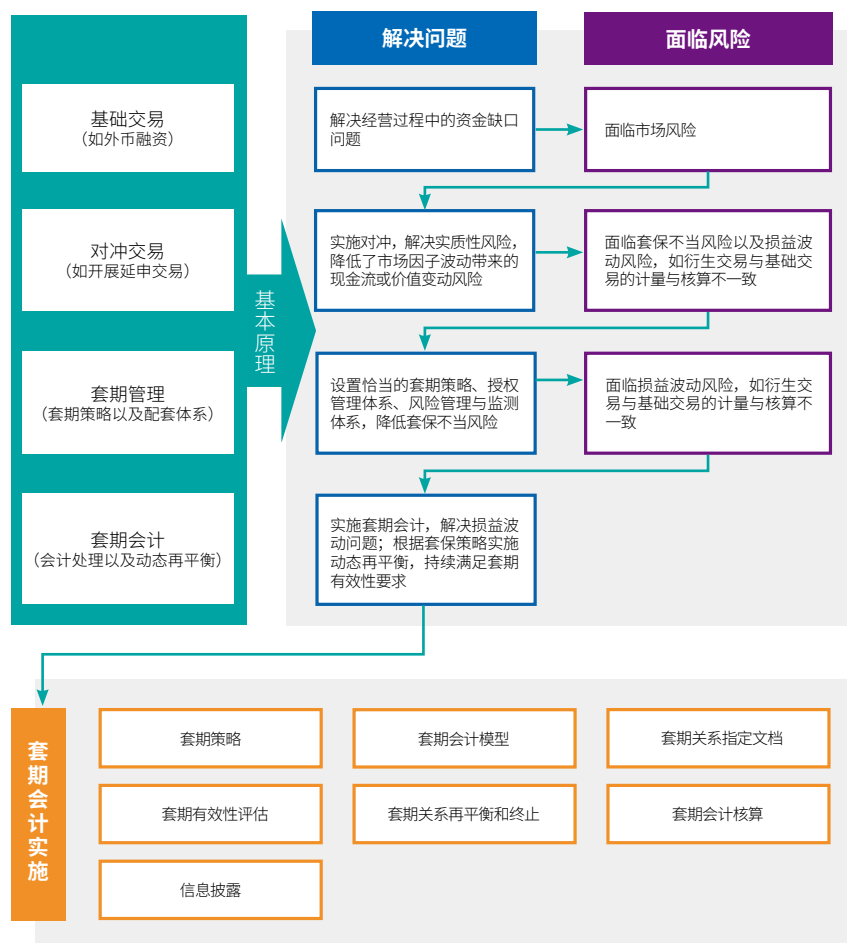 解决问题
面临风险
基础交易
（如外币融资）
解决经营过程中的资金缺口
问题
面临市场风险
对冲交易
（如开展延申交易）
实施对冲，解决实质性风险，
降低了市场因子波动带来的
现金流或价值变动风险
面临套保不当风险以及损益波
动风险，如衍生交易与基础交
易的计量与核算不一致
基
本
原
理
套期管理
（套期策略以及配套体系）
设置恰当的套期策略、授权
管理体系、风险管理与监测
体系，降低套保不当风险
面临损益波动风险，如衍生交
易与基础交易的计量与核算不
一致
套期会计
（会计处理以及动态再平衡）
实施套期会计，解决损益波
动问题；根据套保策略实施
动态再平衡，持续满足套期
有效性要求
套
期
会
计
实
施
套期策略
套期会计模型
套期关系指定文档
套期有效性评估
套期关系再平衡和终止
套期会计核算
信息披露